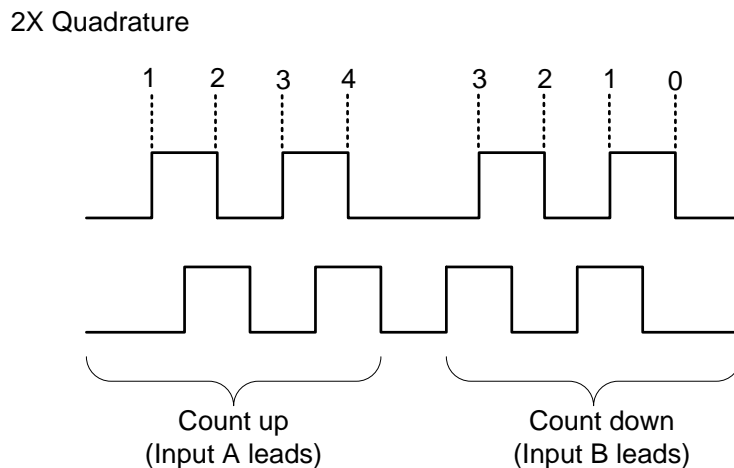 2X Quadrature
1 2 3 4 3 2 1 0
Count up Count down
(Input A leads) (Input B leads)